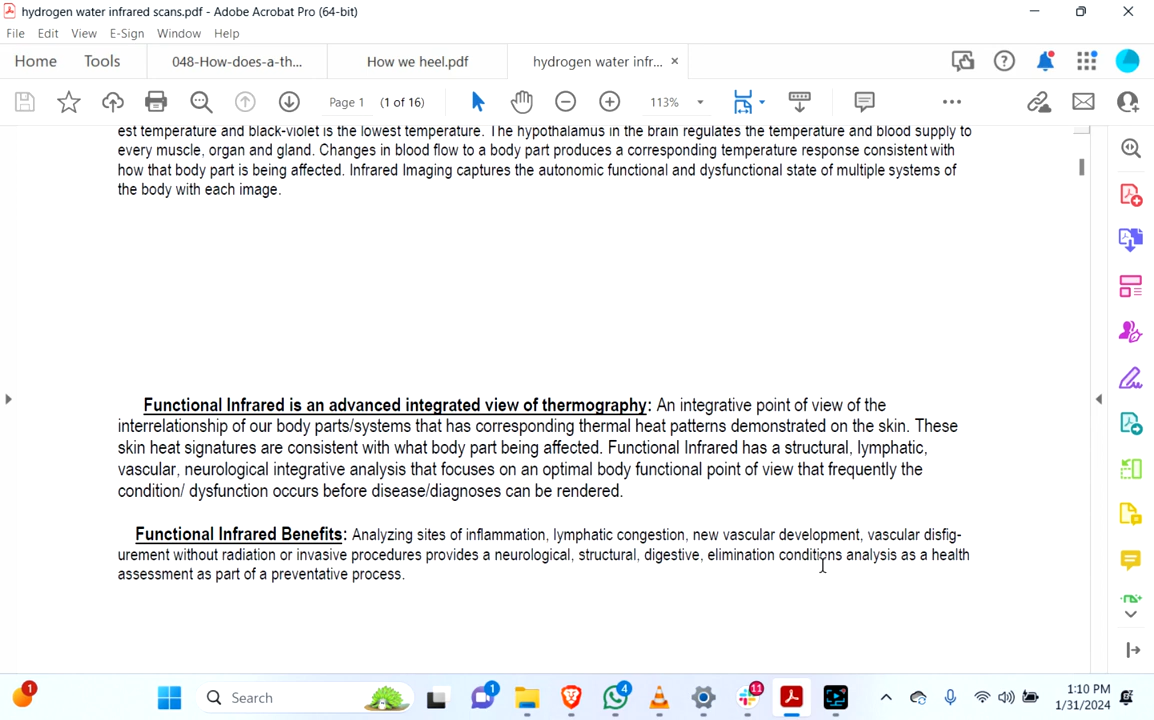 hydrogen water infrared scans.pdf - Adobe Acrobat Pro (64-bit)
File Edit View E-Sign Window Help
Home Tools 048-How-does-a-th... How we heel.pdf hydrogen water infr... ×
Page 1 (1 of 16) 113%
est temperature and black-violet is the lowest temperature. The hypothalamus in the brain regulates the temperature and blood supply to
every muscle, organ and gland. Changes in blood flow to a body part produces a corresponding temperature response consistent with
how that body part is being affected. Infrared Imaging captures the autonomic functional and dysfunctional state of multiple systems of
the body with each image.
Functional Infrared is an advanced integrated view of thermography: An integrative point of view of the
interrelationship of our body parts/systems that has corresponding thermal heat patterns demonstrated on the skin. These
skin heat signatures are consistent with what body part being affected. Functional Infrared has a structural, lymphatic,
vascular, neurological integrative analysis that focuses on an optimal body functional point of view that frequently the
condition/ dysfunction occurs before disease/diagnoses can be rendered.
Functional Infrared Benefits: Analyzing sites of inflammation, lymphatic congestion, new vascular development, vascular disfig-
urement without radiation or invasive procedures provides a neurological, structural, digestive, elimination conditions analysis as a health
assessment as part of a preventative process.
1 Search 1 4 11 1:10 PM
1/31/2024